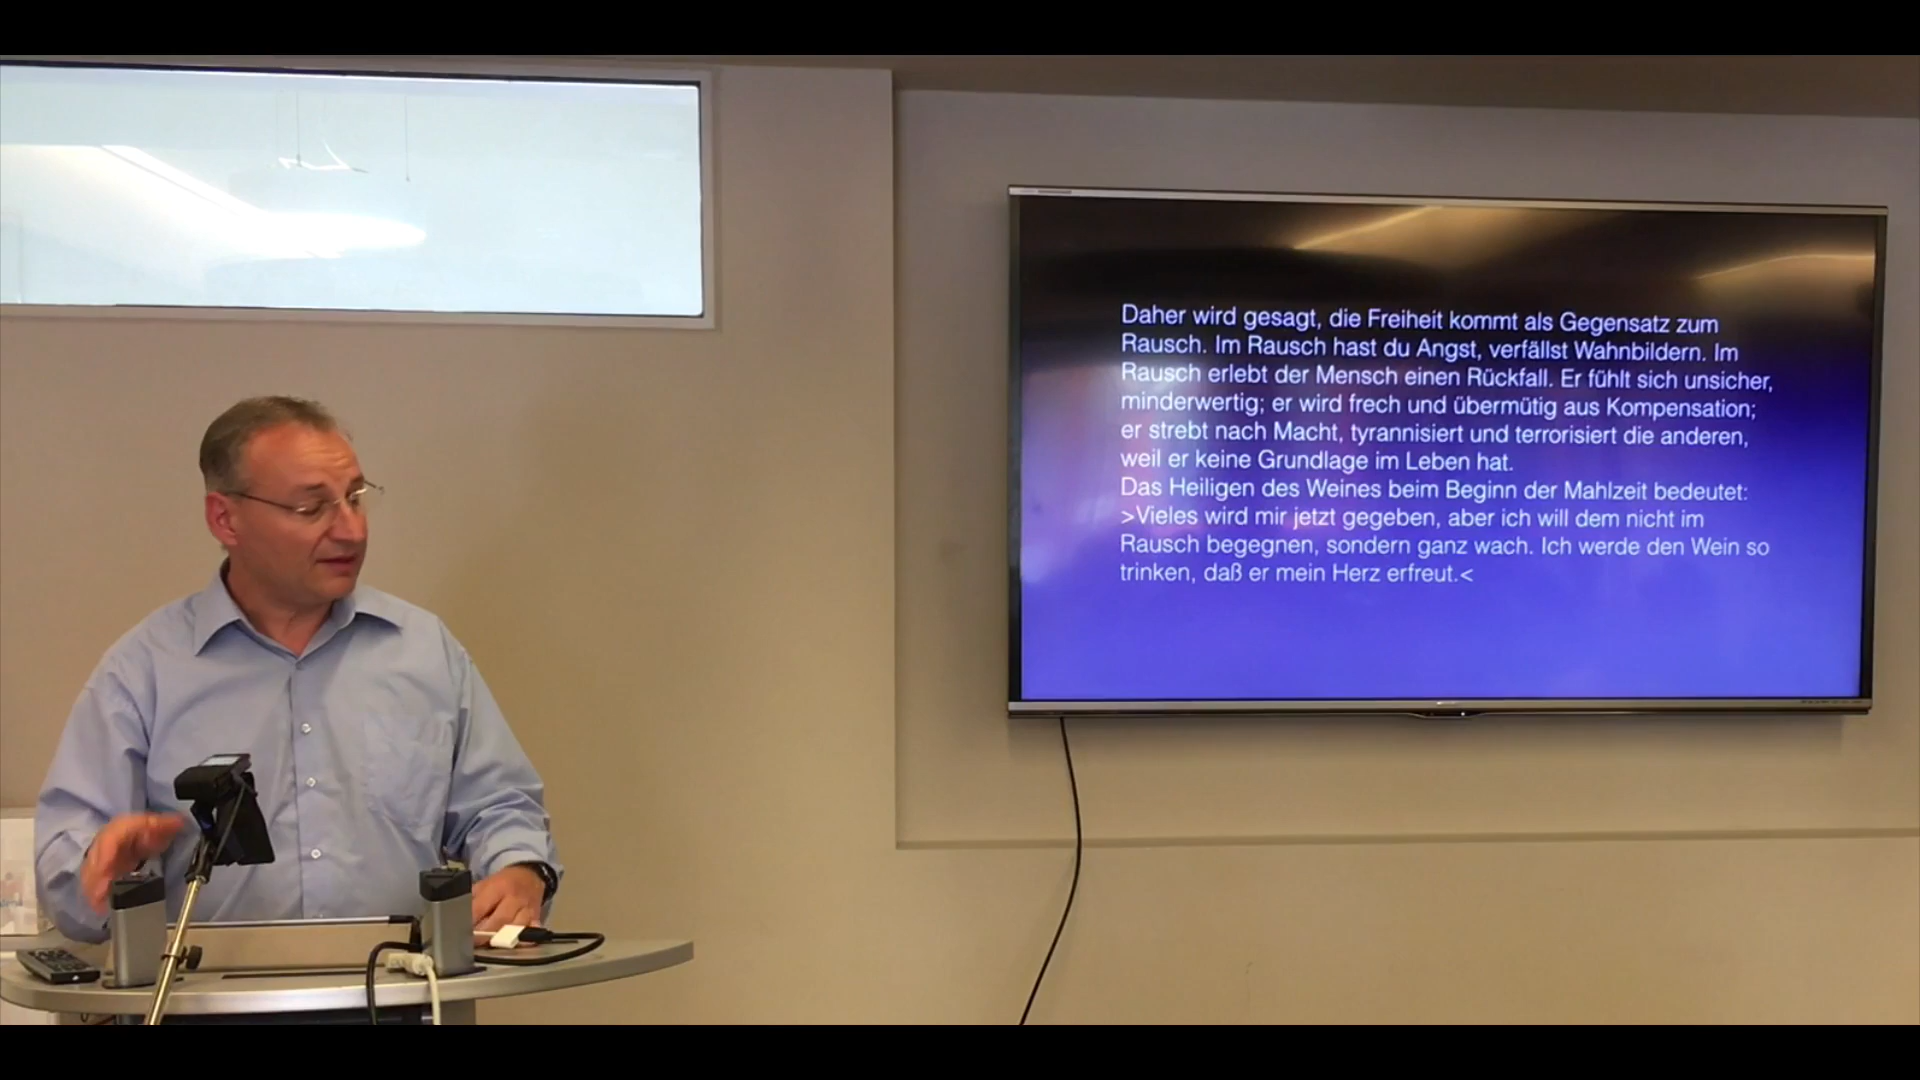 Daher wird gesagt, die Freiheit kommt als Gegensatz zum
Rausch. Im Rausch hast du Angst, verfällst Wahnbildern. Im
Rausch erlebt der Mensch einen Rückfall. Er fühlt sich unsicher,
minderwertig; er wird frech und übermütig aus Kompensation;
er strebt nach Macht, tyrannisiert und terrorisiert die anderen,
weil er keine Grundlage im Leben hat.
Das Heiligen des Weines beim Beginn der Mahlzeit bedeutet:
>Vieles wird mir jetzt gegeben, aber ich will dem nicht im
Rausch begegnen, sondern ganz wach. Ich werde den Wein so
trinken, daß er mein Herz erfreut.<